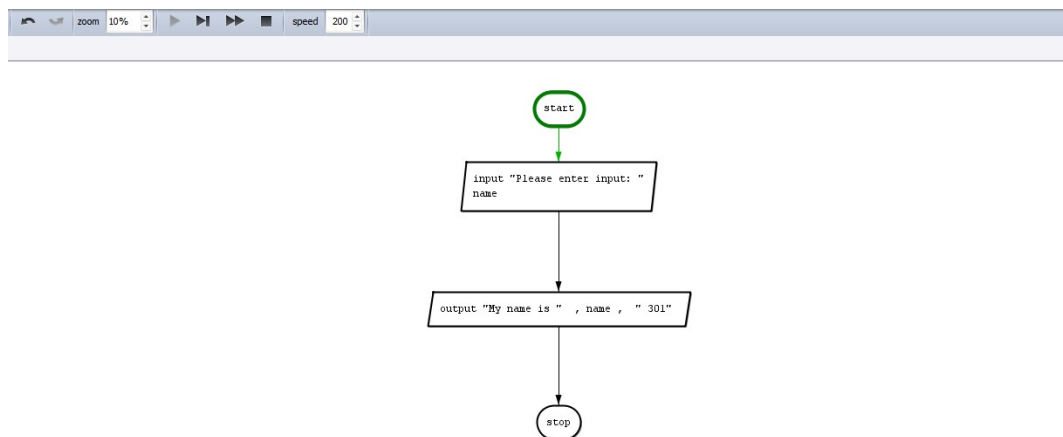 zoom 10% speed 200
start
input "Please enter input: "
name
output "My name is " , name , " 301"
stop